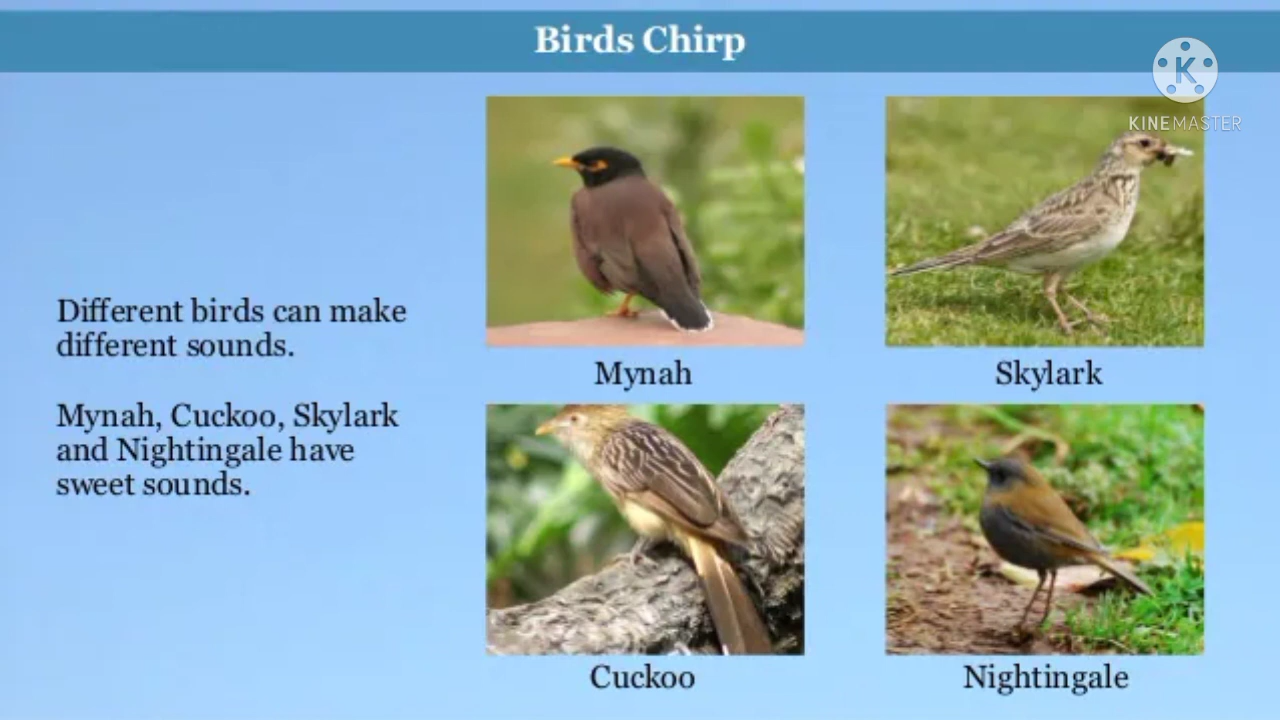 Birds Chirp
K
KINEMASTER
Different birds can make
different sounds.
Mynah, Cuckoo, Skylark
and Nightingale have
sweet sounds.
Mynah
Skylark
Cuckoo
Nightingale